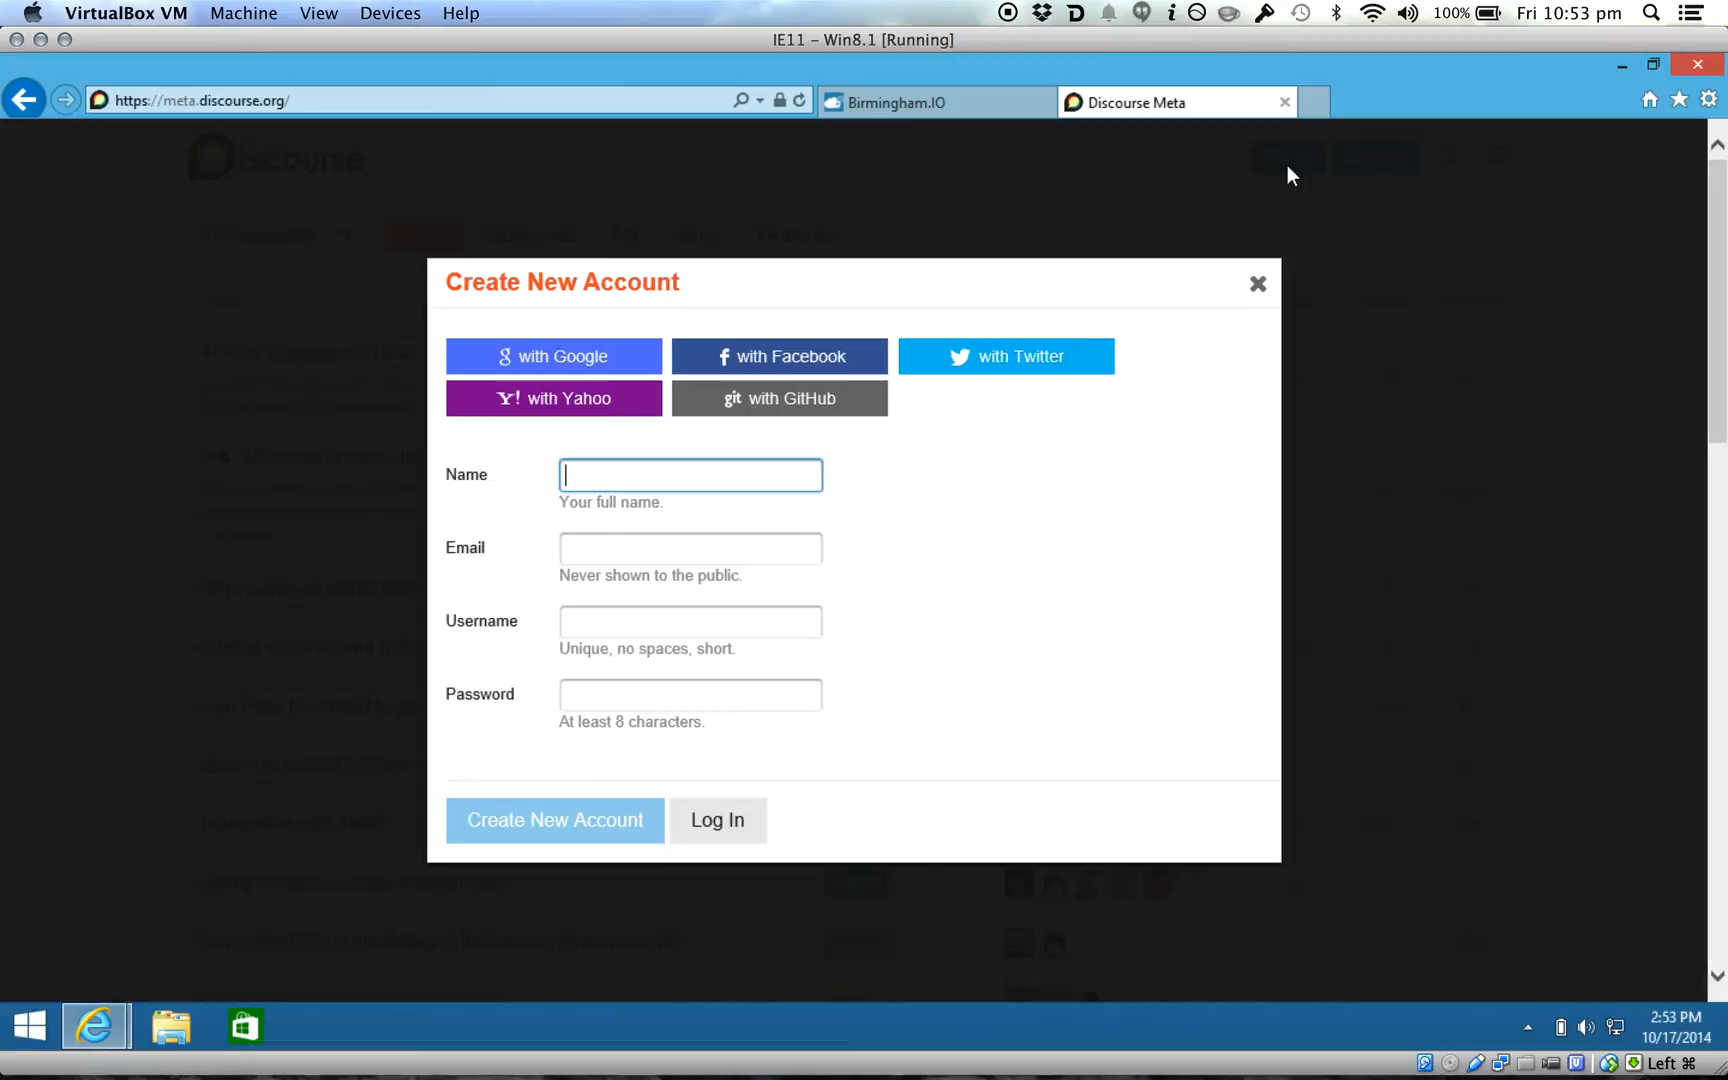 VirtualBox VM Machine View Devices Help 100% Fri 10:53 pm
IE11 – Win8.1 [Running]
https://meta.discourse.org/ Birmingham.IO Discourse Meta
Discourse
Create New Account
g with Google f with Facebook with Twitter
Y! with Yahoo git with GitHub
Name
Your full name.
Email
Never shown to the public.
Username
Unique, no spaces, short.
Password
At least 8 characters.
Create New Account Log In
2:53 PM
10/17/2014
Left ⌘